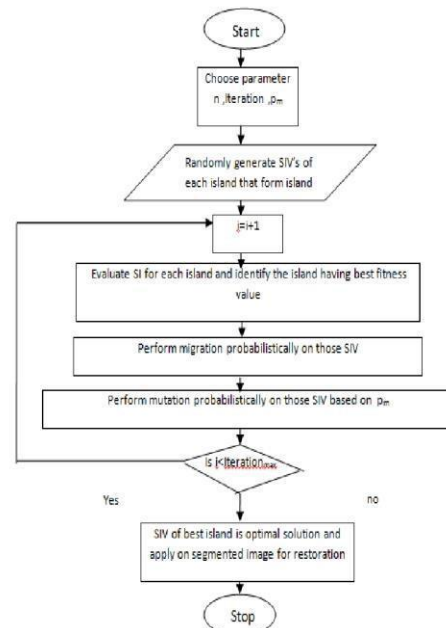 Start
Choose parameter
n ,Iteration ,pm
Randomly generate SIV's of
each island that form island
i=i+1
Evaluate SI for each island and identify the island having best fitness
value
Perform migration probabilistically on those SIV
Perform mutation probabilistically on those SIV based on pm
Is i<Iterationmax
Yes
no
SIV of best island is optimal solution and
apply on segmented image for restoration
Stop